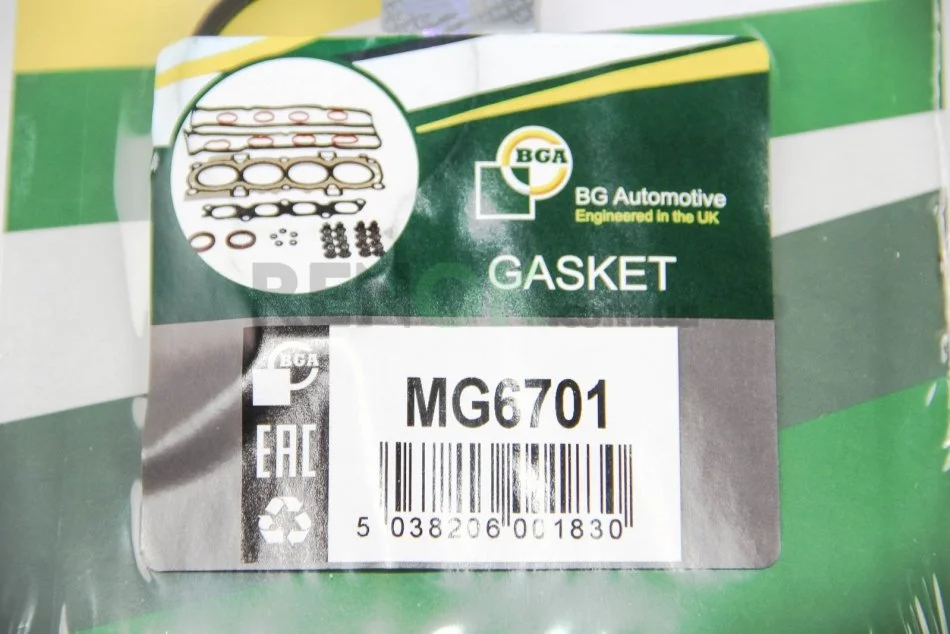 BGA
BG Automotive
Engineered in the UK
GASKET
BGA
MG6701
EAC
5 038206 001830